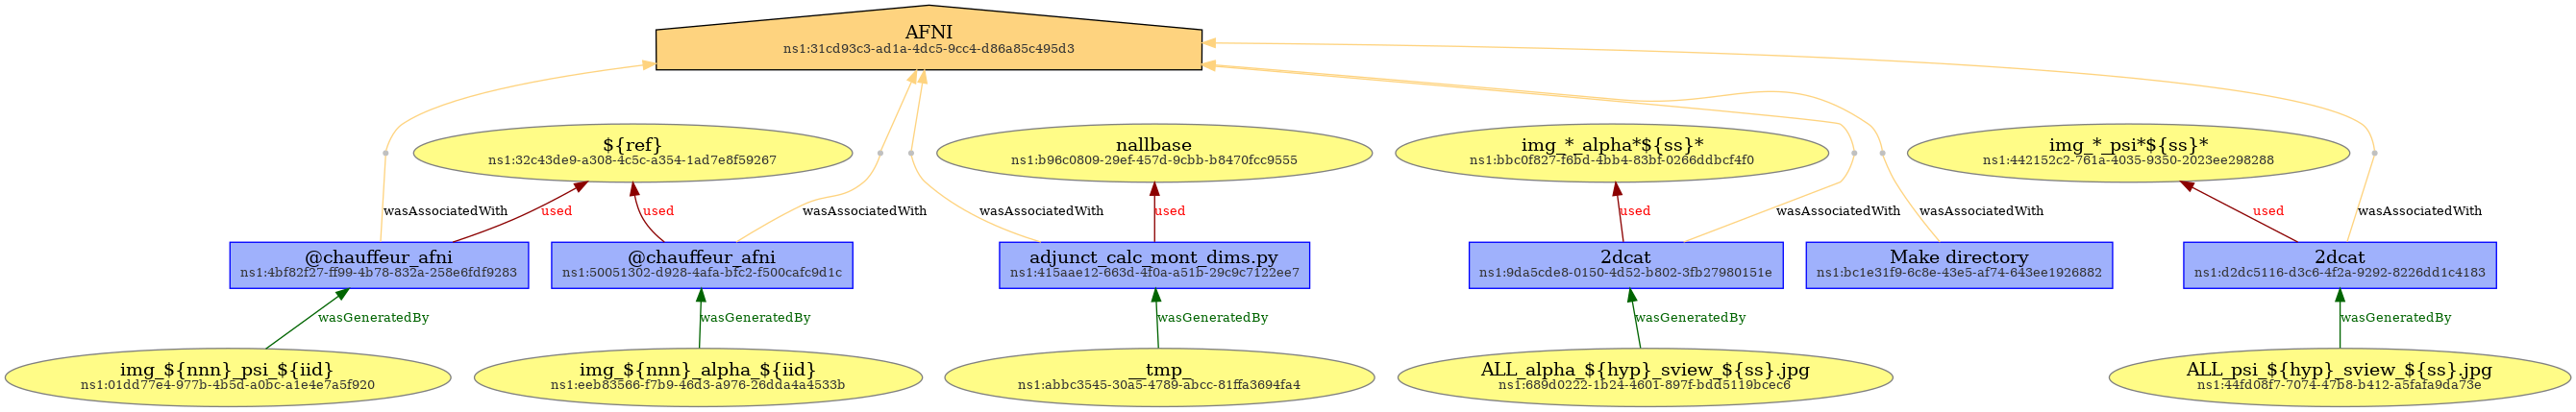 AFNI
ns1:31cd93c3-ad1a-4dc5-9cc4-d86a85c495d3
${ref}
ns1:32c43de9-a308-4c5c-a354-1ad7e8f59267
nallbase
ns1:b96c0809-29ef-457d-9cbb-b8470fcc9555
img_*_alpha*${ss}*
ns1:bbc0f827-f6bd-4bb4-83bf-0266ddbcf4f0
img_*_psi*${ss}*
ns1:442152c2-761a-4035-9350-2023ee298288
wasAssociatedWith
used
used
wasAssociatedWith
wasAssociatedWith
used
used
wasAssociatedWith
wasAssociatedWith
used
wasAssociatedWith
@chauffeur_afni
ns1:4bf82f27-ff99-4b78-832a-258e6fdf9283
@chauffeur_afni
ns1:50051302-d928-4afa-bfc2-f500cafc9d1c
adjunct_calc_mont_dims.py
ns1:415aae12-663d-4f0a-a51b-29c9c7122ee7
2dcat
ns1:9da5cde8-0150-4d52-b802-3fb27980151e
Make directory
ns1:bc1e31f9-6c8e-43e5-af74-643ee1926882
2dcat
ns1:d2dc5116-d3c6-4f2a-9292-8226dd1c4183
wasGeneratedBy
wasGeneratedBy
wasGeneratedBy
wasGeneratedBy
wasGeneratedBy
img_${nnn}_psi_${iid}
ns1:01dd77e4-977b-4b5d-a0bc-a1e4e7a5f920
img_${nnn}_alpha_${iid}
ns1:eeb83566-f7b9-46d3-a976-26dda4a4533b
__tmp_
ns1:abbc3545-30a5-4789-abcc-81ffa3694fa4
ALL_alpha_${hyp}_sview_${ss}.jpg
ns1:689d0222-1b24-4601-897f-bdd5119bcec6
ALL_psi_${hyp}_sview_${ss}.jpg
ns1:44fd08f7-7074-47b8-b412-a5fafa9da73e